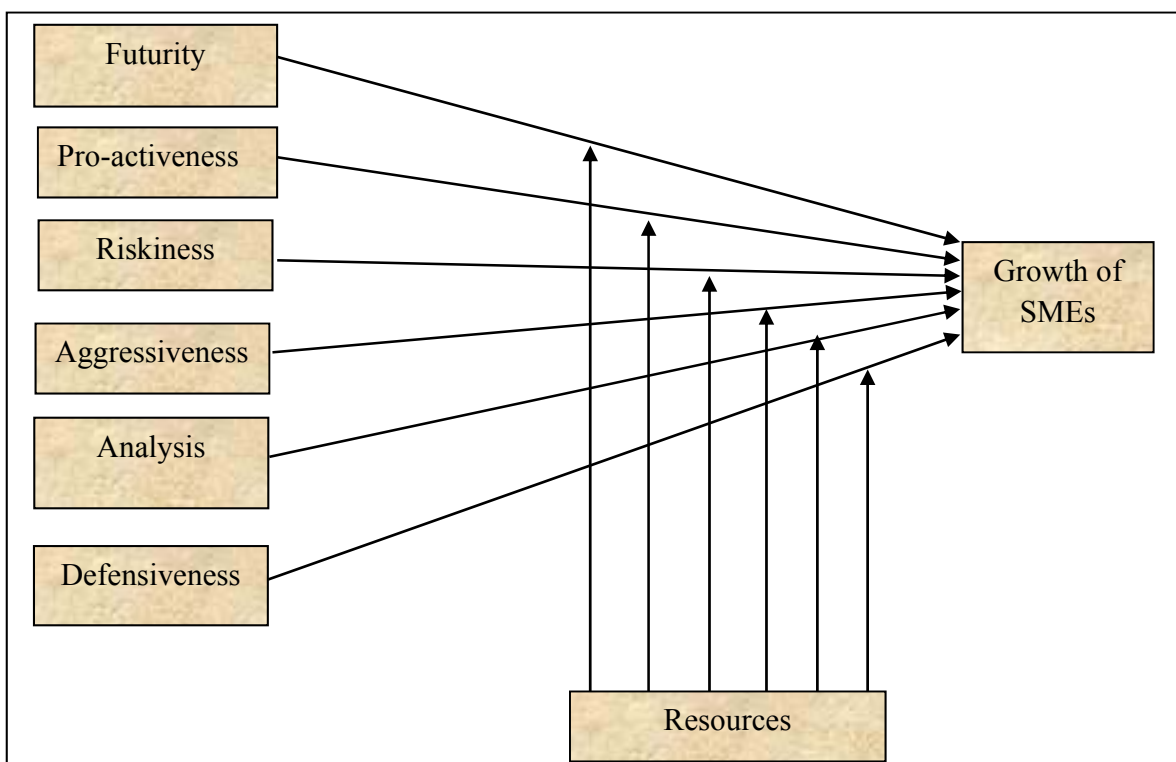 Futurity
Pro-activeness
Riskiness
Aggressiveness
Analysis
Defensiveness
Growth of
SMEs
Resources